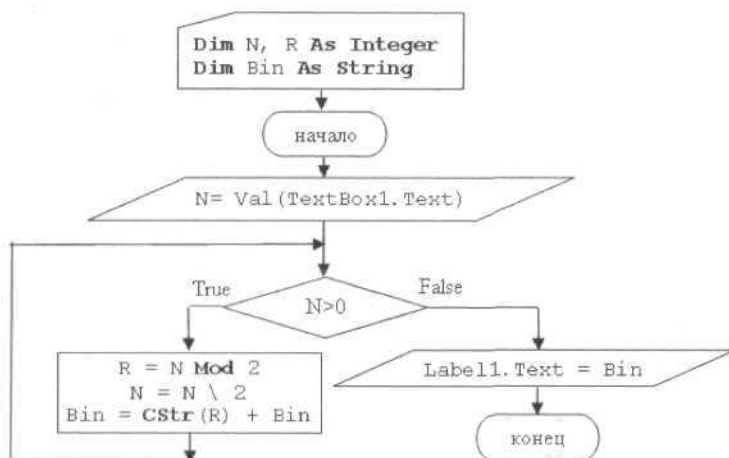 Dim N, R As Integer
Dim Bin As String
начало
N= Val(TextBox1.Text)
True
False
N>0
R = N Mod 2
N = N \ 2
Bin = CStr(R) + Bin
Label1.Text = Bin
конец